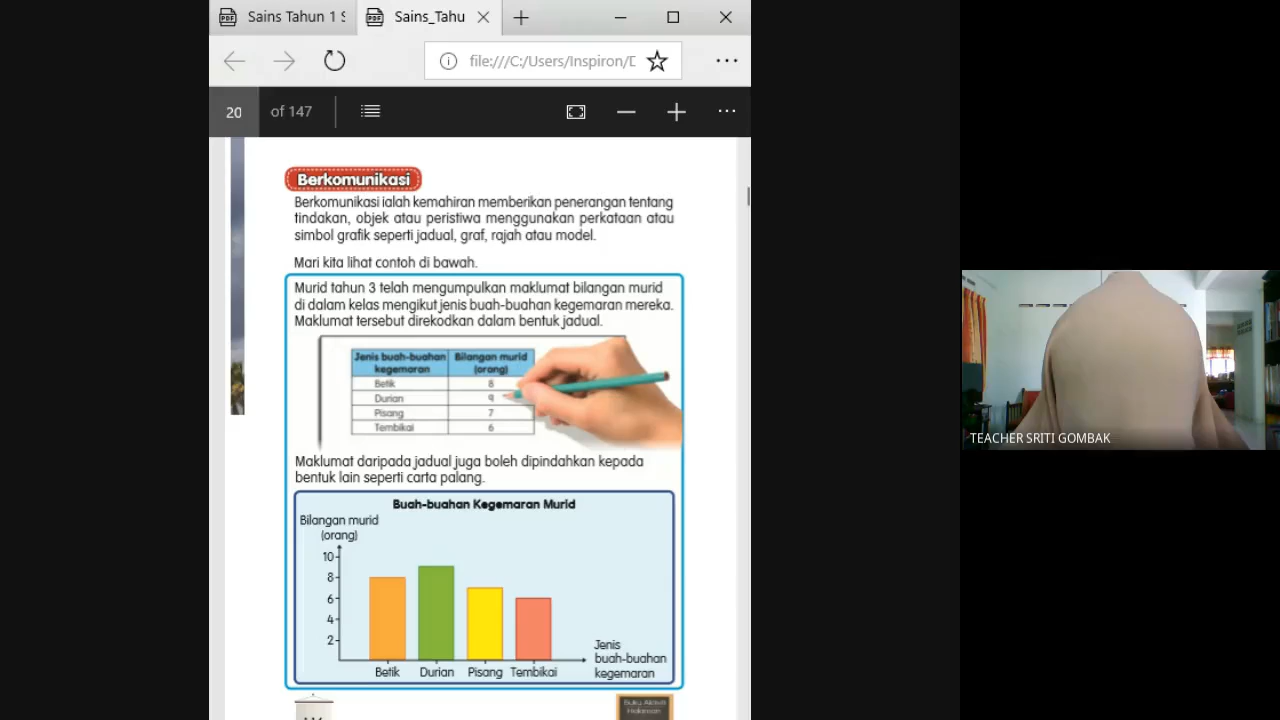 Sains Tahun 1 S
Sains_Tahu
file:///C:/Users/Inspiron/D
20 of 147
Berkomunikasi
Berkomunikasi ialah kemahiran memberikan penerangan tentang
tindakan, objek atau peristiwa menggunakan perkataan atau
simbol grafik seperti jadual, graf, rajah atau model.
Mari kita lihat contoh di bawah.
Murid tahun 3 telah mengumpulkan maklumat bilangan murid
di dalam kelas mengikut jenis buah-buahan kegemaran mereka.
Maklumat tersebut direkodkan dalam bentuk jadual.
Jenis buah-buahan kegemaran Bilangan murid (orang)
Betik 8
Durian 9
Pisang 7
Tembikai 6
Maklumat daripada jadual juga boleh dipindahkan kepada
bentuk lain seperti carta palang.
Buah-buahan Kegemaran Murid
Bilangan murid
(orang)
10
8
6
4
2
Betik Durian Pisang Tembikai
Jenis
buah-buahan
kegemaran
Buku Aktiviti
Halaman
TEACHER SRITI GOMBAK